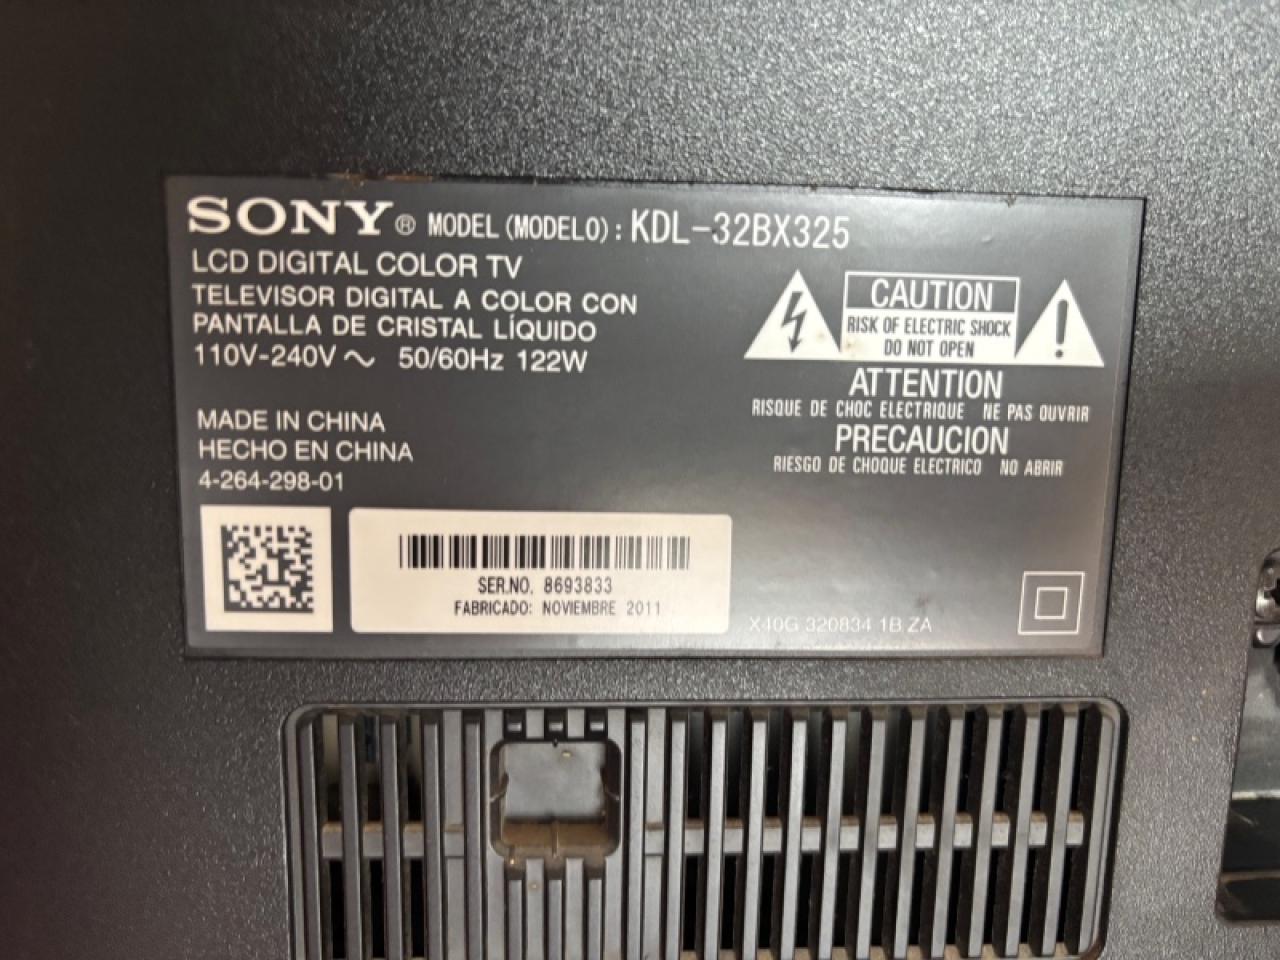 SONY® MODEL (MODELO): KDL-32BX325
LCD DIGITAL COLOR TV
TELEVISOR DIGITAL A COLOR CON
PANTALLA DE CRISTAL LÍQUIDO
110V-240V ~ 50/60Hz 122W
MADE IN CHINA
HECHO EN CHINA
4-264-298-01
CAUTION
RISK OF ELECTRIC SHOCK
DO NOT OPEN
ATTENTION
RISQUE DE CHOC ELECTRIQUE NE PAS OUVRIR
PRECAUCION
RIESGO DE CHOQUE ELECTRICO NO ABRIR
SER.NO. 8693833
FABRICADO: NOVIEMBRE 2011
X40G 320834 1B ZA